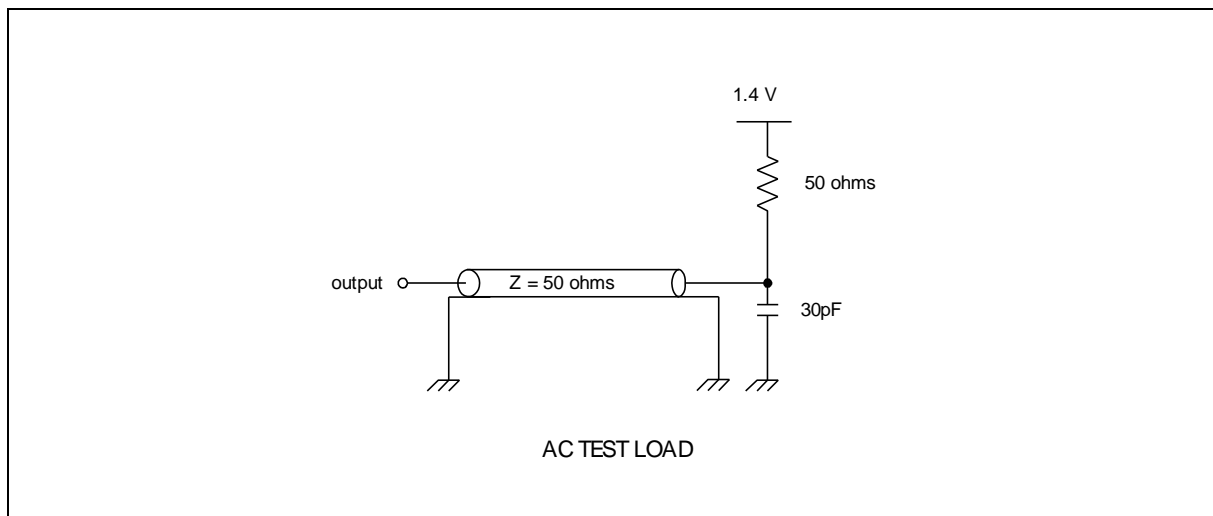 1.4 V
50 ohms
output
Z = 50 ohms
30pF
AC TEST LOAD